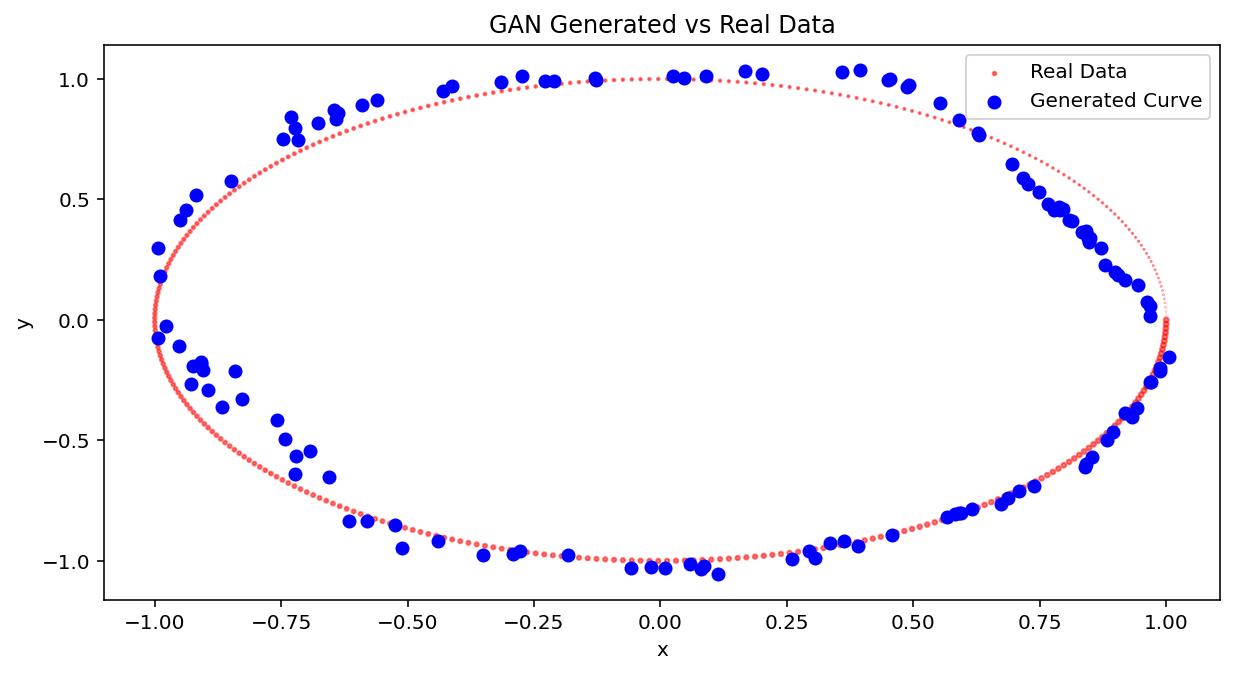 GAN Generated vs Real Data
Real Data
Generated Curve
1.0
0.5
0.0
−0.5
−1.0
y
−1.00 −0.75 −0.50 −0.25 0.00 0.25 0.50 0.75 1.00
x